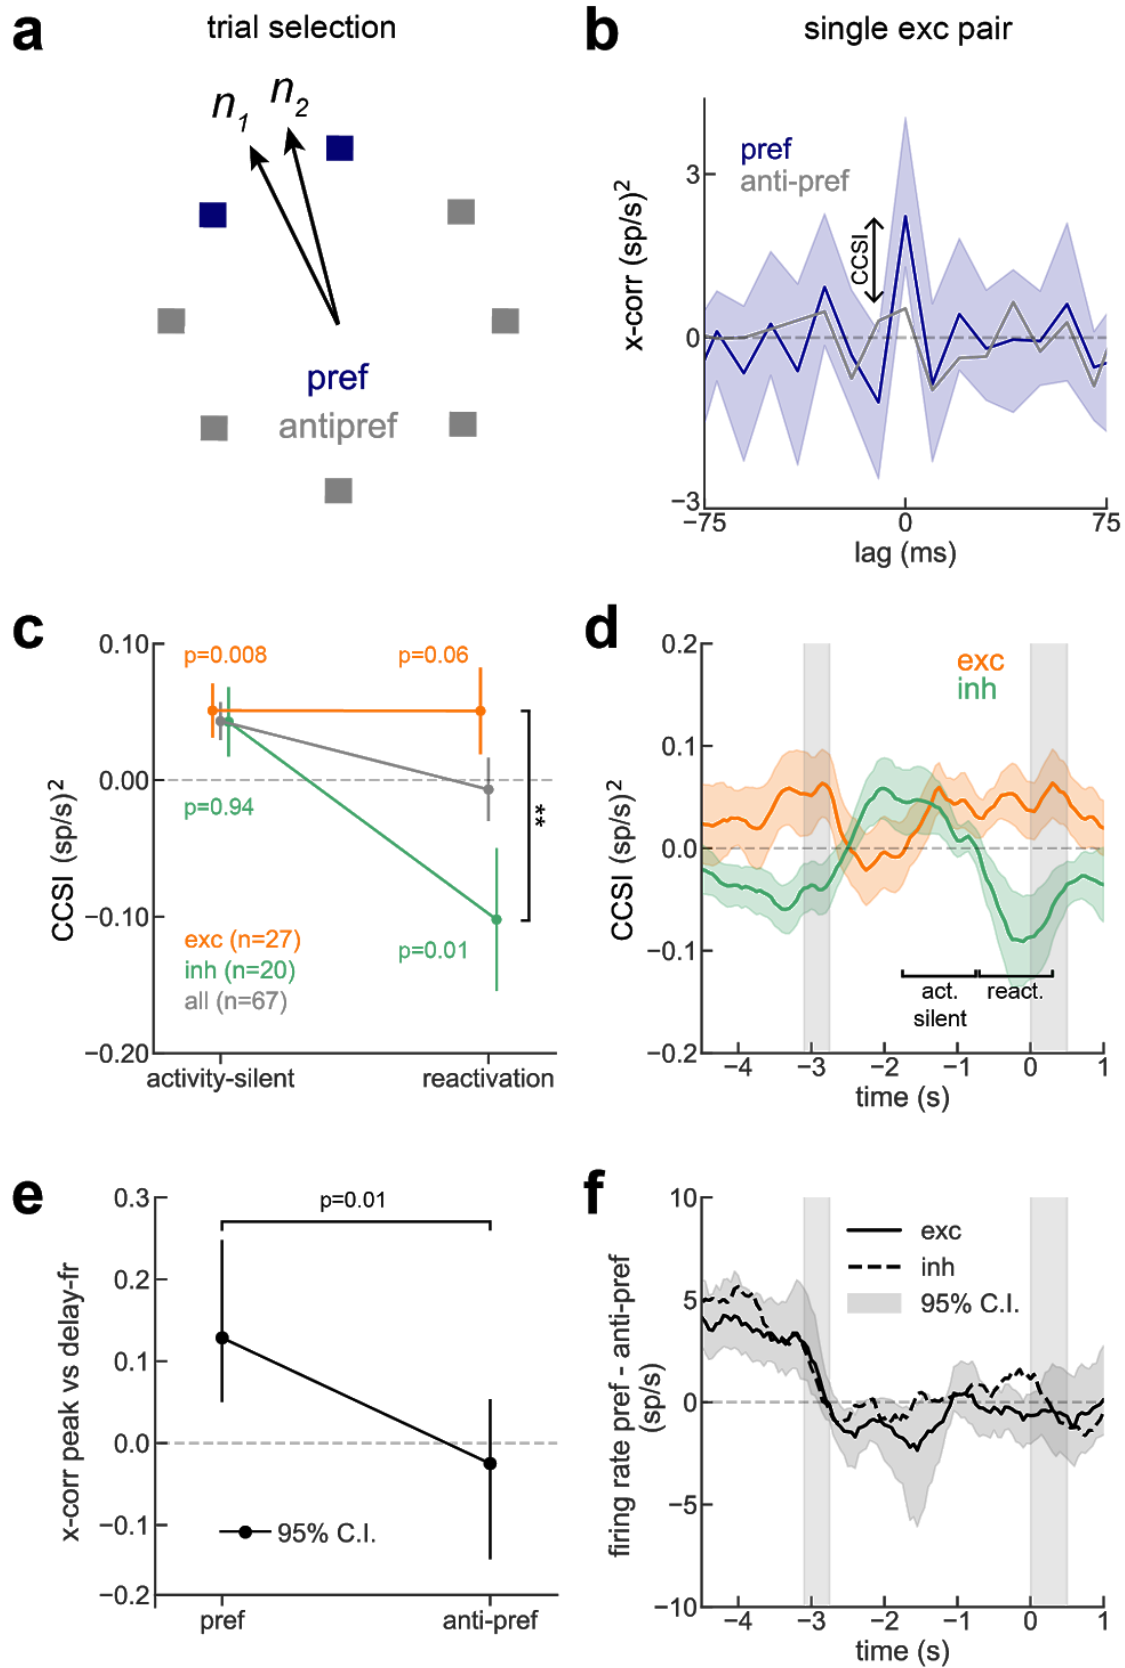 a
trial selection
n1
n2
pref
antipref
b
single exc pair
pref
anti-pref
CCSI
x-corr (sp/s)2
3
0
−3
−75
0
75
lag (ms)
c
0.10
0.00
−0.10
−0.20
CCSI (sp/s)2
p=0.008
p=0.06
p=0.94
p=0.01
**
exc (n=27)
inh (n=20)
all (n=67)
activity-silent
reactivation
d
0.2
0.1
0.0
−0.1
−0.2
CCSI (sp/s)2
exc
inh
act.
silent
react.
−4
−3
−2
−1
0
1
time (s)
e
0.3
0.2
0.1
0.0
−0.1
−0.2
x-corr peak vs delay-fr
p=0.01
95% C.I.
pref
anti-pref
f
10
5
0
−5
−10
firing rate pref - anti-pref
(sp/s)
exc
inh
95% C.I.
−4
−3
−2
−1
0
1
time (s)